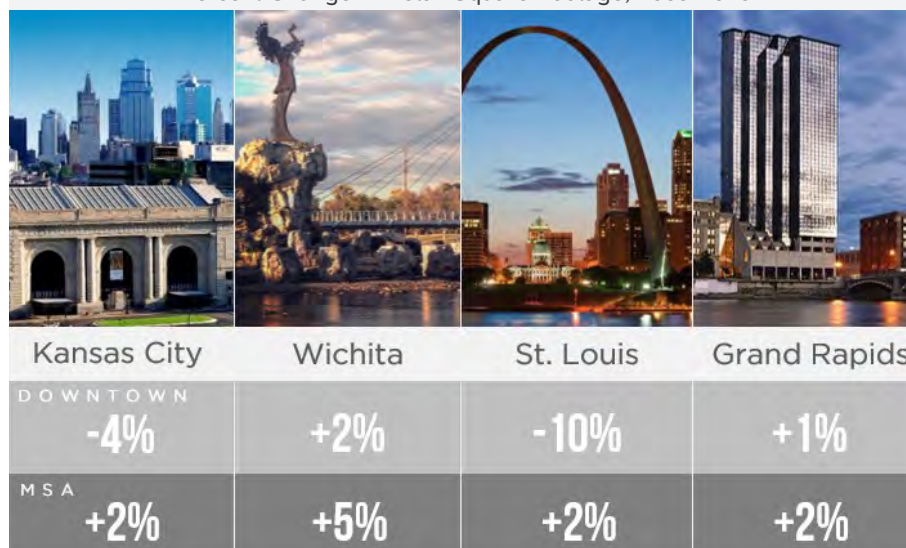 Kansas City Wichita St. Louis Grand Rapids
DOWNTOWN
-4% +2% -10% +1%
MSA
+2% +5% +2% +2%